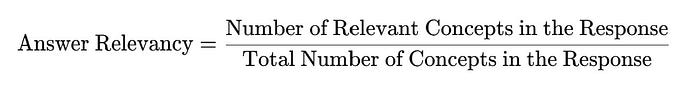 Answer Relevancy = Number of Relevant Concepts in the Response
Total Number of Concepts in the Response